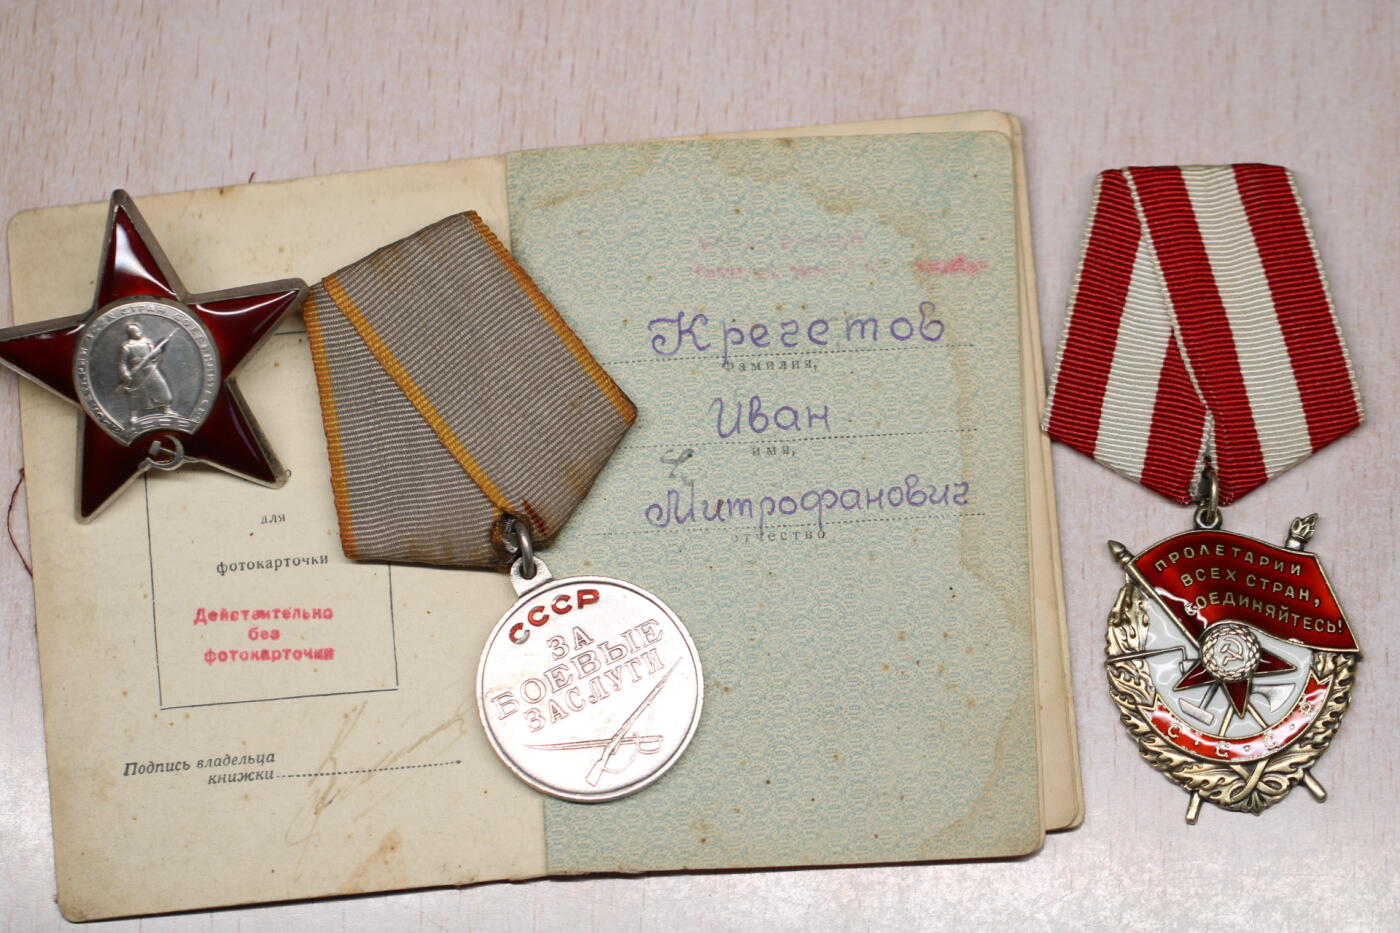 для
фотокарточки
Действительно
без
фотокарточки
Подпись владельца
книжки
СССР
ЗА
БОЕВЫЕ
ЗАСЛУГИ
Крегетов
фамилия,
Иван
имя,
Митрофанович
отчество
ПРОЛЕТАРИИ
ВСЕХ СТРАН,
СОЕДИНЯЙТЕСЬ!
С.С.С.Р